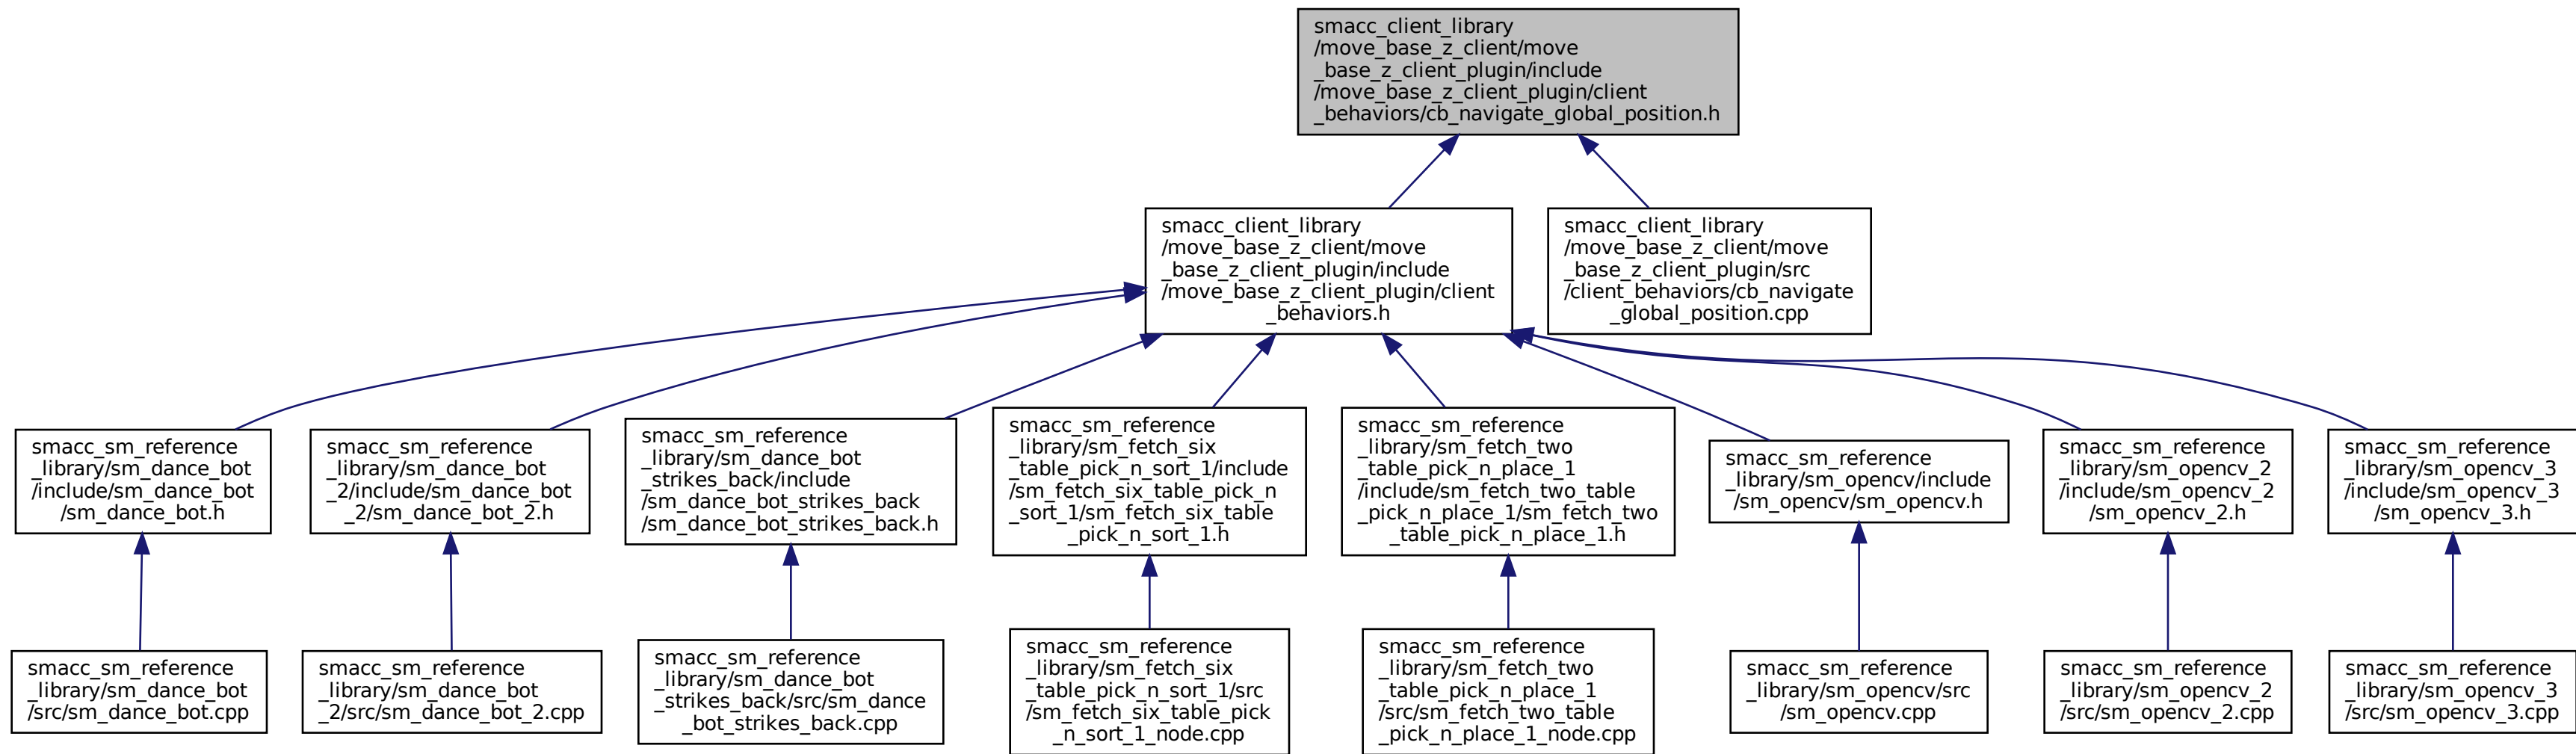 smacc_client_library
/move_base_z_client/move
_base_z_client_plugin/include
/move_base_z_client_plugin/client
_behaviors/cb_navigate_global_position.h
smacc_client_library
/move_base_z_client/move
_base_z_client_plugin/include
/move_base_z_client_plugin/client
_behaviors.h
smacc_client_library
/move_base_z_client/move
_base_z_client_plugin/src
/client_behaviors/cb_navigate
_global_position.cpp
smacc_sm_reference
_library/sm_dance_bot
/include/sm_dance_bot
/sm_dance_bot.h
smacc_sm_reference
_library/sm_dance_bot
_2/include/sm_dance_bot
_2/sm_dance_bot_2.h
smacc_sm_reference
_library/sm_dance_bot
_strikes_back/include
/sm_dance_bot_strikes_back
/sm_dance_bot_strikes_back.h
smacc_sm_reference
_library/sm_fetch_six
_table_pick_n_sort_1/include
/sm_fetch_six_table_pick_n
_sort_1/sm_fetch_six_table
_pick_n_sort_1.h
smacc_sm_reference
_library/sm_fetch_two
_table_pick_n_place_1
/include/sm_fetch_two_table
_pick_n_place_1/sm_fetch_two
_table_pick_n_place_1.h
smacc_sm_reference
_library/sm_opencv/include
/sm_opencv/sm_opencv.h
smacc_sm_reference
_library/sm_opencv_2
/include/sm_opencv_2
/sm_opencv_2.h
smacc_sm_reference
_library/sm_opencv_3
/include/sm_opencv_3
/sm_opencv_3.h
smacc_sm_reference
_library/sm_dance_bot
/src/sm_dance_bot.cpp
smacc_sm_reference
_library/sm_dance_bot
_2/src/sm_dance_bot_2.cpp
smacc_sm_reference
_library/sm_dance_bot
_strikes_back/src/sm_dance
_bot_strikes_back.cpp
smacc_sm_reference
_library/sm_fetch_six
_table_pick_n_sort_1/src
/sm_fetch_six_table_pick
_n_sort_1_node.cpp
smacc_sm_reference
_library/sm_fetch_two
_table_pick_n_place_1
/src/sm_fetch_two_table
_pick_n_place_1_node.cpp
smacc_sm_reference
_library/sm_opencv/src
/sm_opencv.cpp
smacc_sm_reference
_library/sm_opencv_2
/src/sm_opencv_2.cpp
smacc_sm_reference
_library/sm_opencv_3
/src/sm_opencv_3.cpp